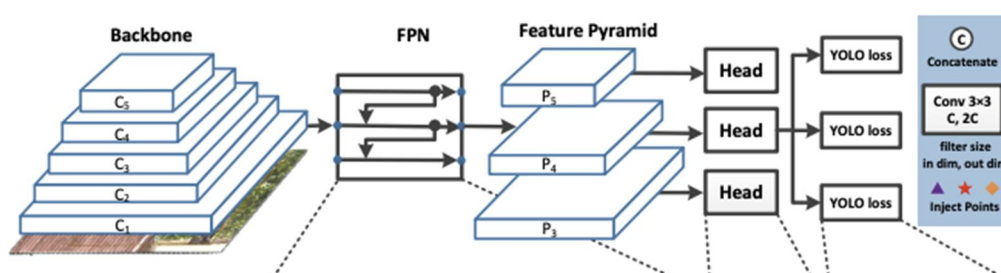 Backbone
FPN
Feature Pyramid
C5
C4
C3
C2
C1
P5
P4
P3
Head
Head
Head
YOLO loss
YOLO loss
YOLO loss
C
Concatenate
Conv 3×3
C, 2C
filter size
in dim, out dim
Inject Points